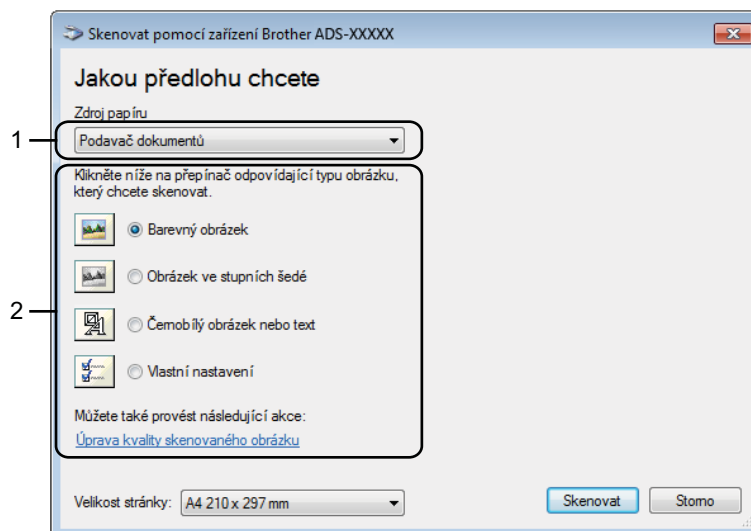 Skenovat pomocí zařízení Brother ADS-XXXXX
Jakou předlohu chcete
Zdroj papíru
1
Podavač dokumentů
Klikněte níže na přepínač odpovídající typu obrázku,
který chcete skenovat.
Barevný obrázek
Obrázek ve stupních šedé
2
Černobílý obrázek nebo text
Vlastní nastavení
Můžete také provést následující akce:
Úprava kvality skenovaného obrázku
Velikost stránky: A4 210 x 297 mm Skenovat Storno